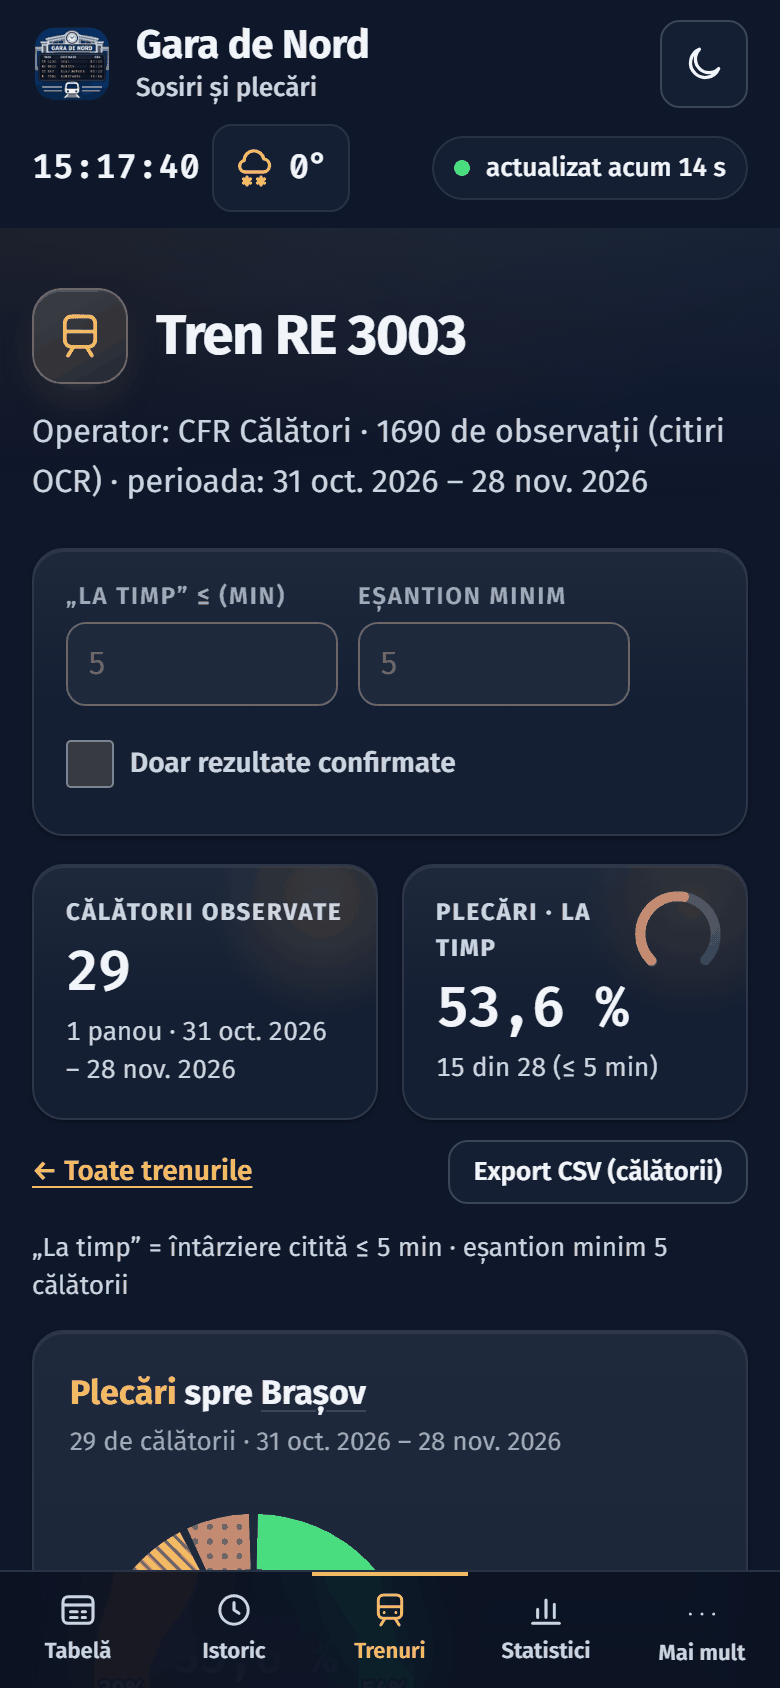 GARA DE NORD
Gara de Nord
Sosiri și plecări
15:17:40
0°
actualizat acum 14 s
Tren RE 3003
Operator: CFR Călători · 1690 de observații (citiri
OCR) · perioada: 31 oct. 2026 – 28 nov. 2026
„LA TIMP” ≤ (MIN)
EȘANTION MINIM
5
5
Doar rezultate confirmate
CĂLĂTORII OBSERVATE
29
1 panou · 31 oct. 2026
– 28 nov. 2026
PLECĂRI · LA
TIMP
53,6 %
15 din 28 (≤ 5 min)
← Toate trenurile
Export CSV (călătorii)
„La timp” = întârziere citită ≤ 5 min · eșantion minim 5
călătorii
Plecări spre Brașov
29 de călătorii · 31 oct. 2026 – 28 nov. 2026
Tabelă
Istoric
Trenuri
Statistici
Mai mult